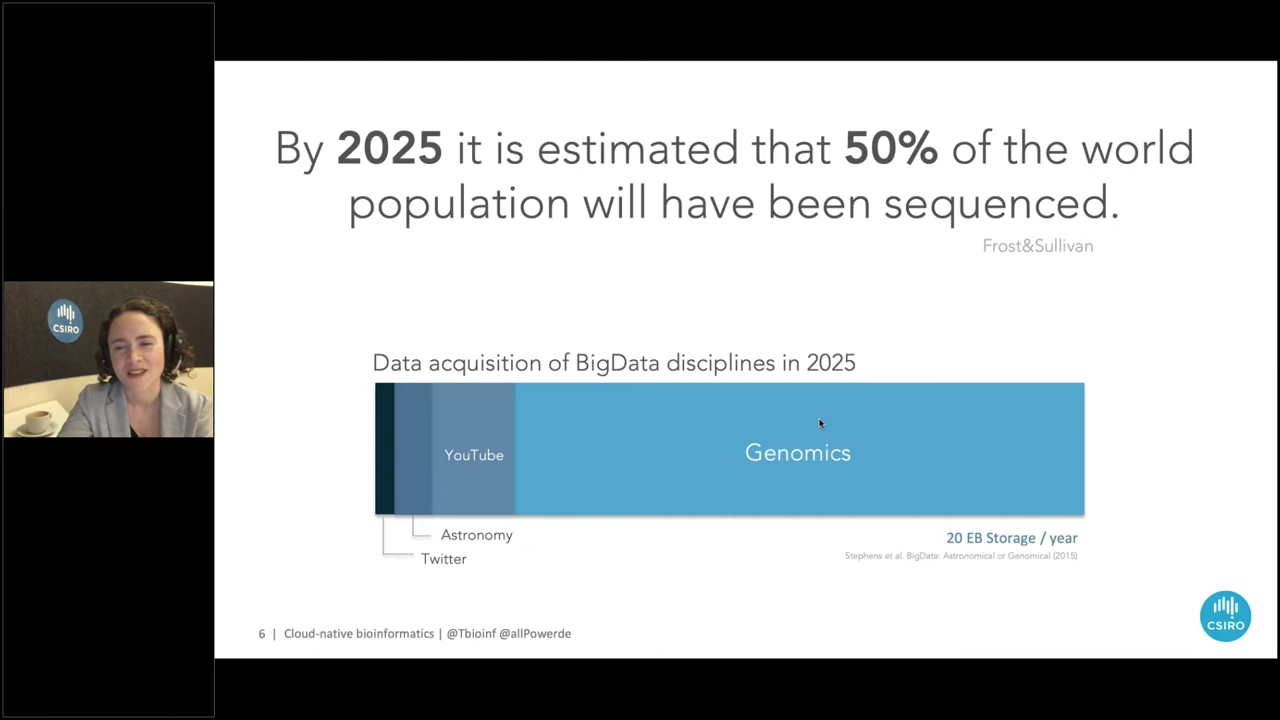 By 2025 it is estimated that 50% of the world
population will have been sequenced.
Frost&Sullivan
CSIRO
Data acquisition of BigData disciplines in 2025
YouTube
Genomics
Astronomy
Twitter
20 EB Storage / year
Stephens et al. BigData: Astronomical or Genomical (2015)
6 | Cloud-native bioinformatics | @Tbioinf @allPowerde
CSIRO